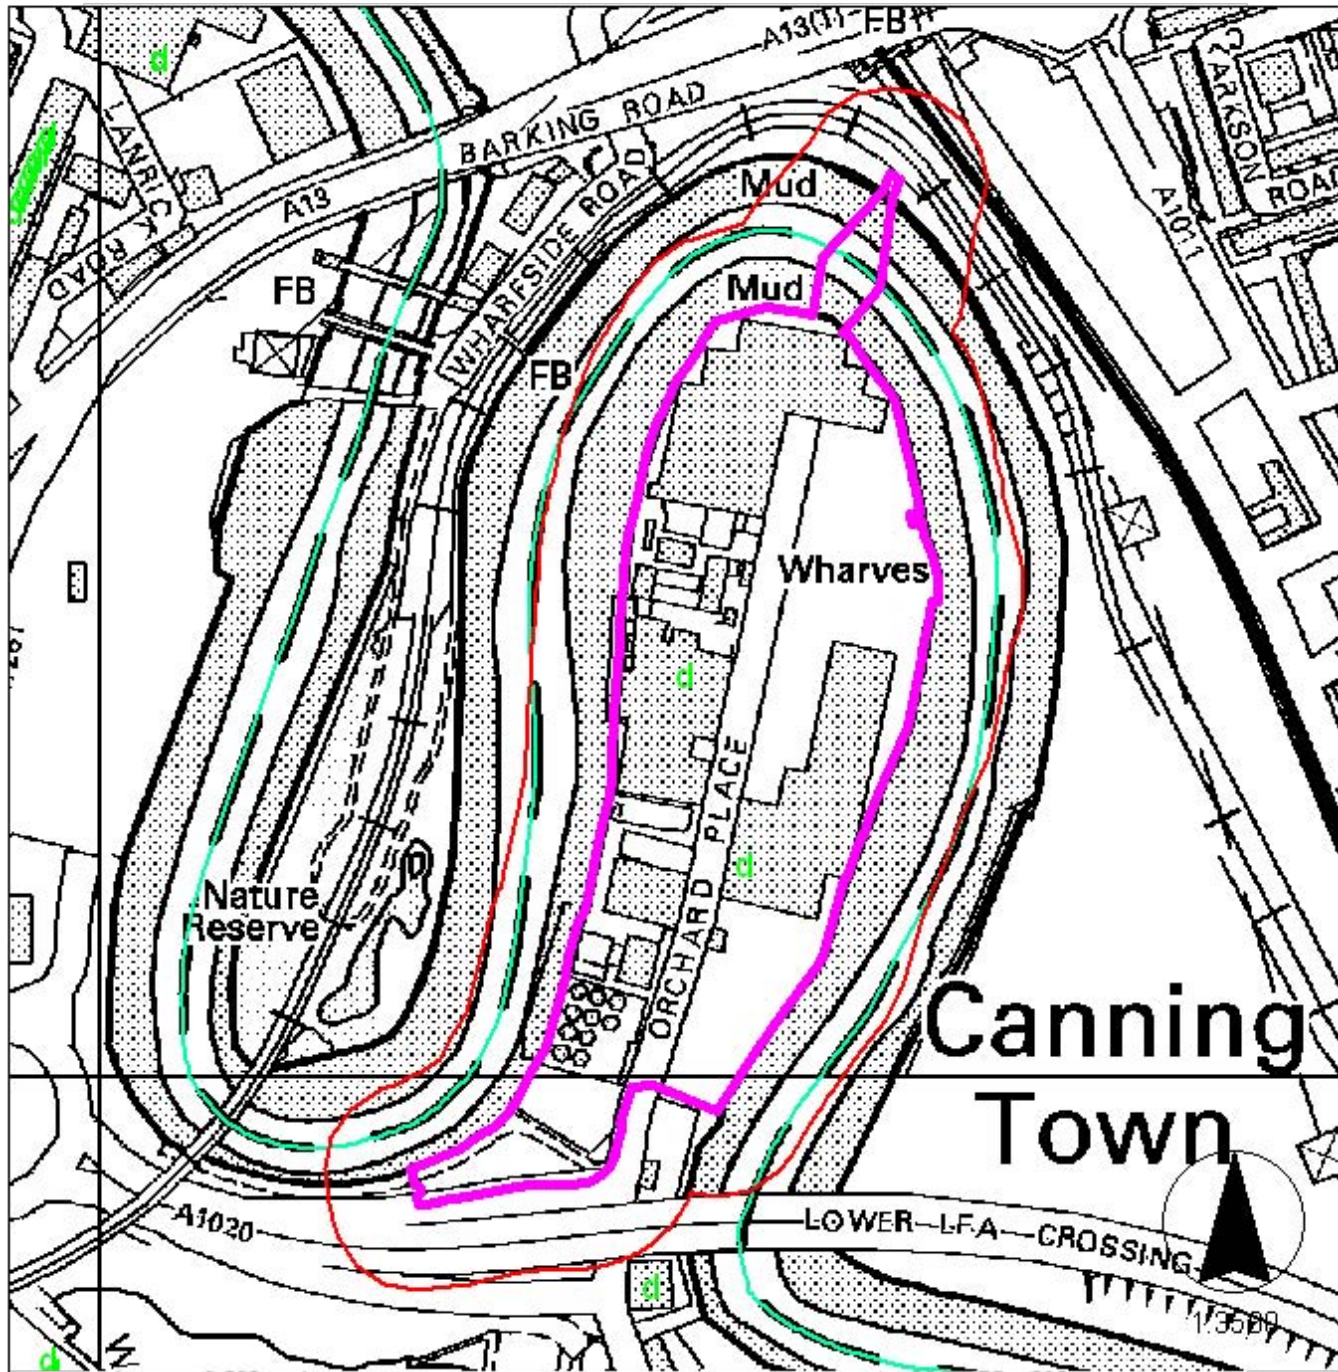 A13(T)
FB
d
LANRICK ROAD
BARKING ROAD
A13
WHARFSIDE ROAD
CLARKSON ROAD
A1011
Mud
Mud
FB
FB
Wharves
d
ORCHARD PLACE
d
Nature
Reserve
Canning
Town
A1020
LOWER LEA CROSSING
d
d